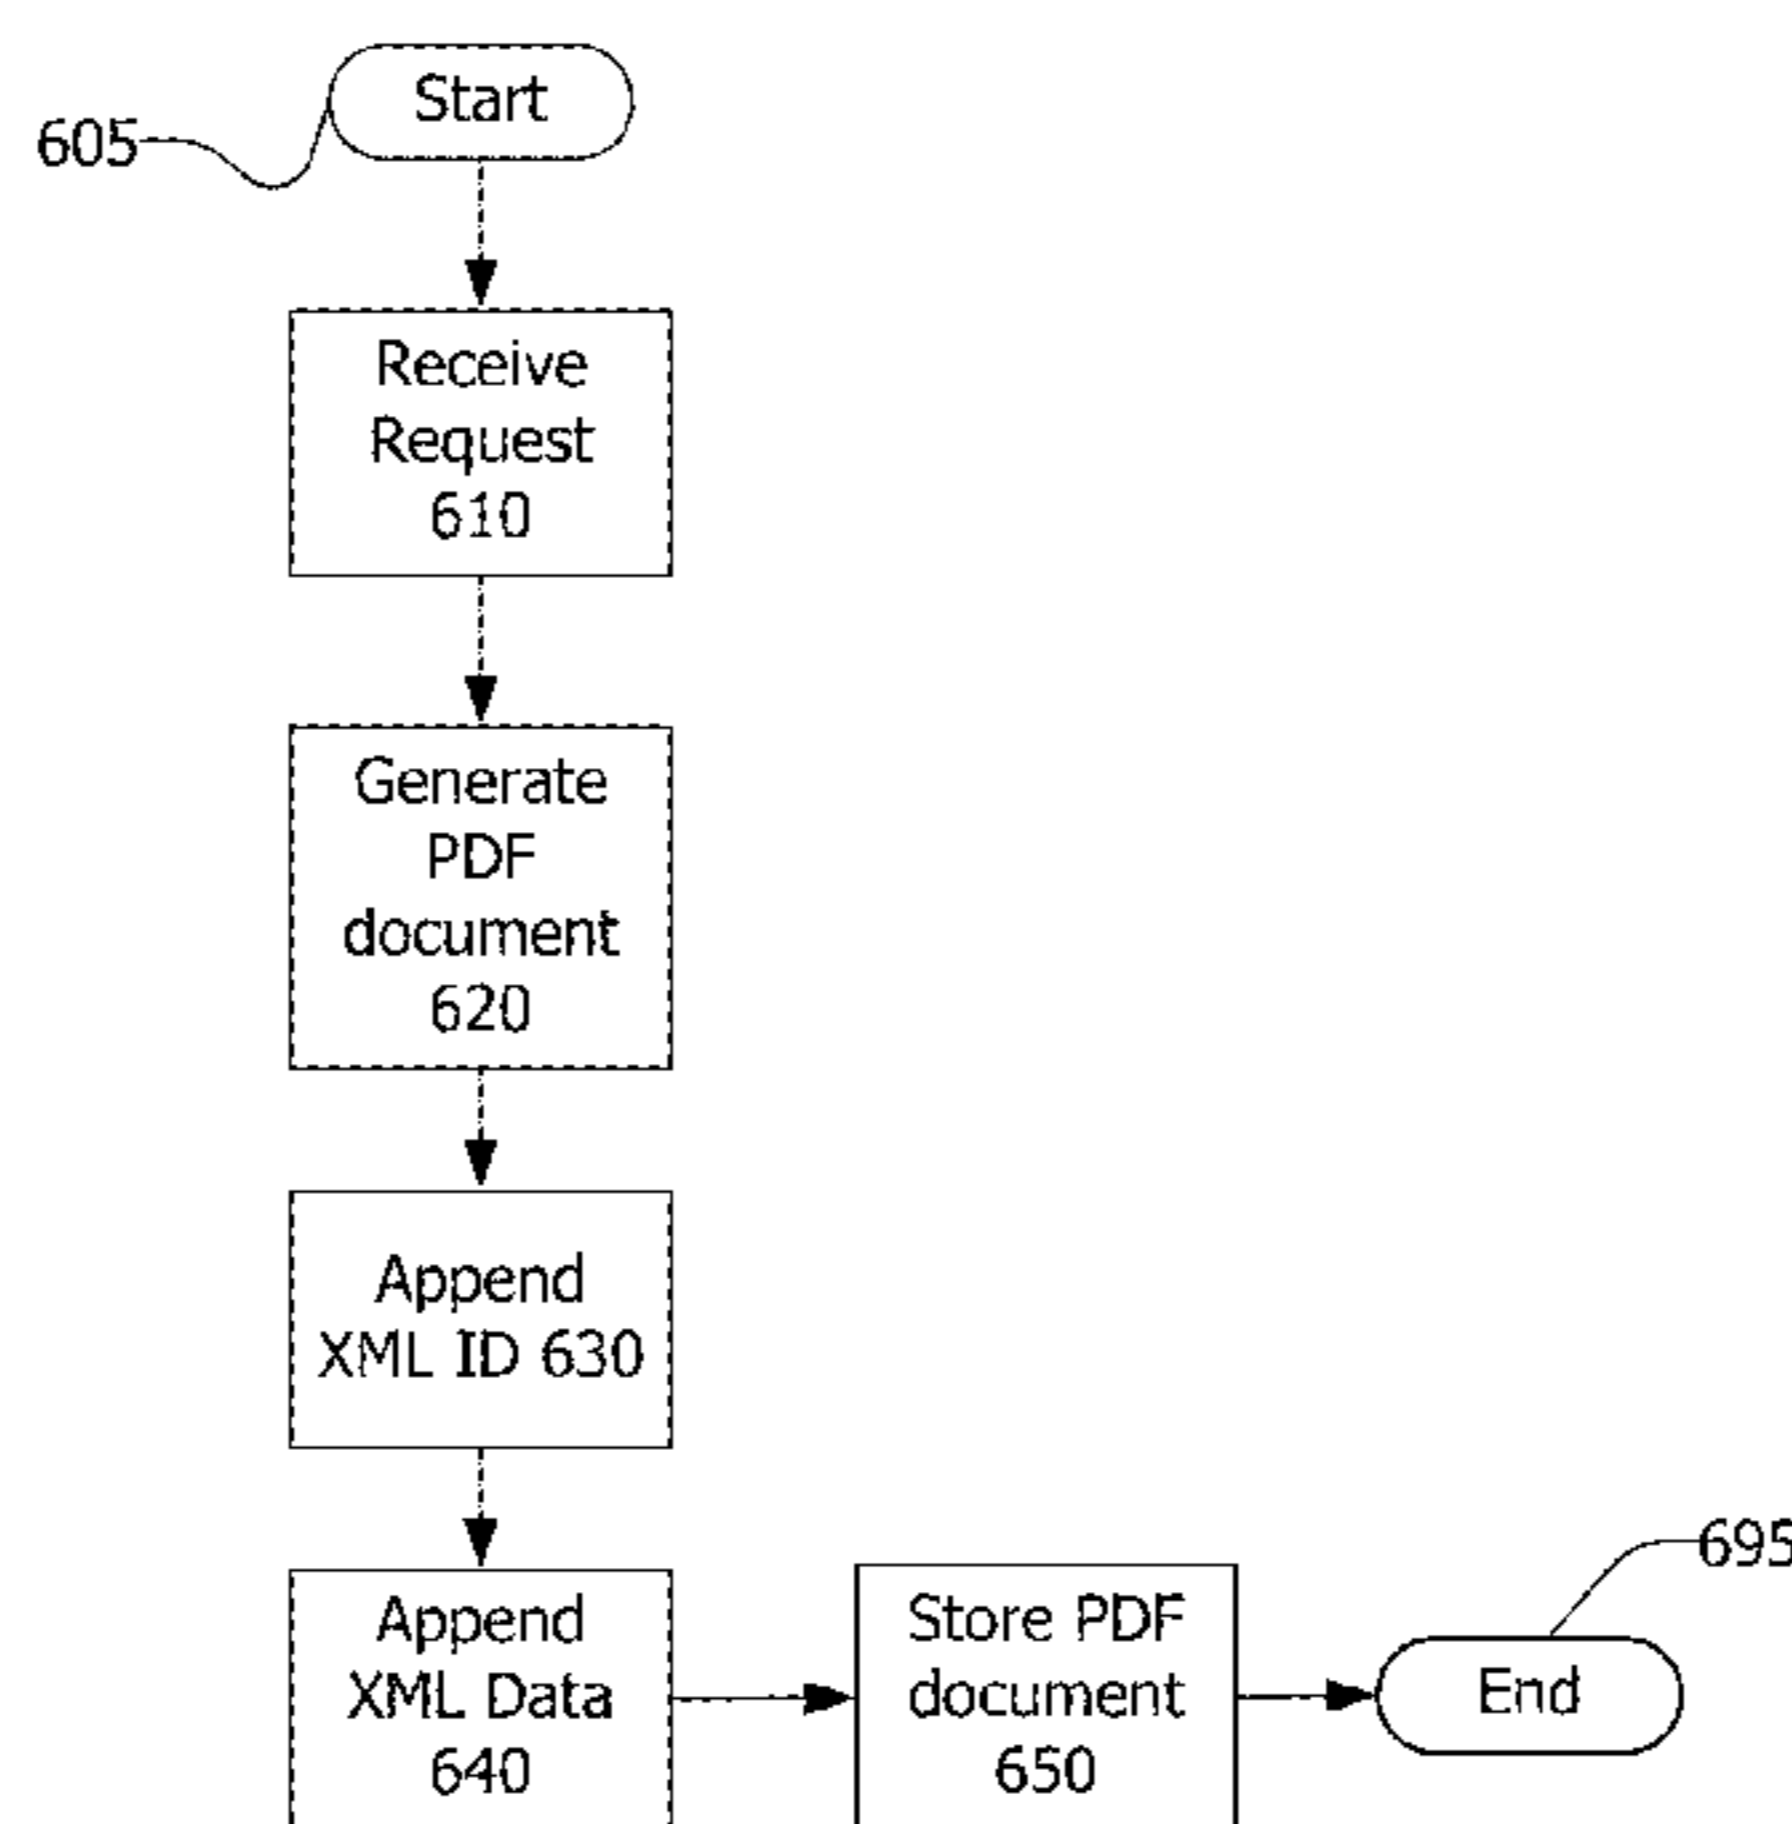 Start
605
Receive
Request
610
Generate
PDF
document
620
Append
XML ID 630
Append
XML Data
640
Store PDF
document
650
695
End